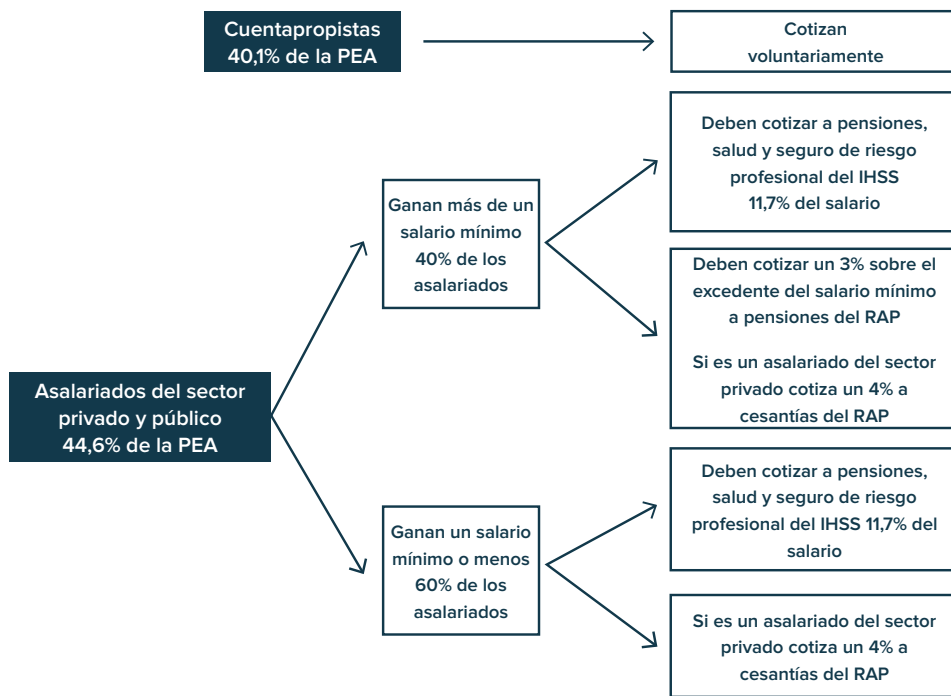 Cuentapropistas
40,1% de la PEA
Cotizan
voluntariamente
Asalariados del sector
privado y público
44,6% de la PEA
Ganan más de un
salario mínimo
40% de los
asalariados
Deben cotizar a pensiones,
salud y seguro de riesgo
profesional del IHSS
11,7% del salario
Deben cotizar un 3% sobre el
excedente del salario mínimo
a pensiones del RAP
Si es un asalariado del sector
privado cotiza un 4% a
cesantías del RAP
Ganan un salario
mínimo o menos
60% de los
asalariados
Deben cotizar a pensiones,
salud y seguro de riesgo
profesional del IHSS 11,7% del
salario
Si es un asalariado del sector
privado cotiza un 4% a
cesantías del RAP